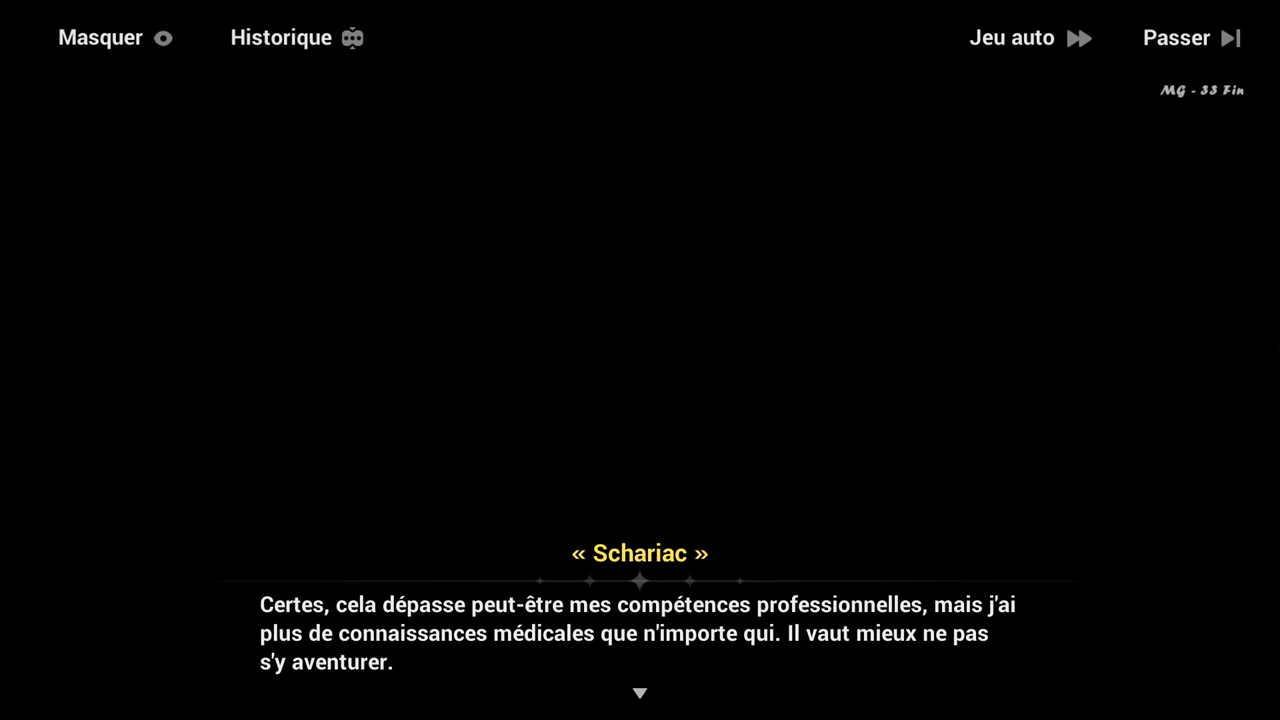 Masquer
Historique
Jeu auto
Passer
MG - 33 Fin
« Schariac »
Certes, cela dépasse peut-être mes compétences professionnelles, mais j'ai
plus de connaissances médicales que n'importe qui. Il vaut mieux ne pas
s'y aventurer.